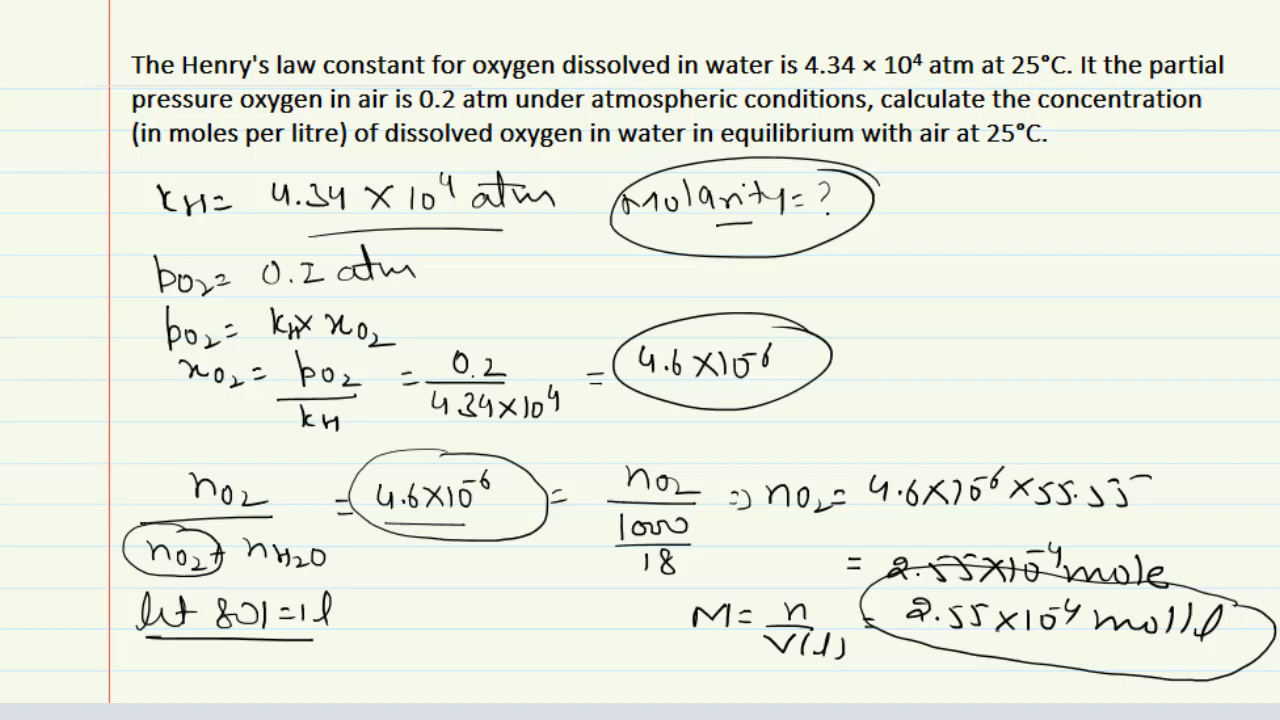 The Henry's law constant for oxygen dissolved in water is 4.34 × 10⁴ atm at 25°C. It the partial
pressure oxygen in air is 0.2 atm under atmospheric conditions, calculate the concentration
(in moles per litre) of dissolved oxygen in water in equilibrium with air at 25°C.
KH = 4.34 × 10⁴ atm
Molarity = ?
pO₂ = 0.2 atm
pO₂ = KH × xO₂
xO₂ = pO₂ / KH = 0.2 / 4.34 × 10⁴ = 4.6 × 10⁻⁶
nO₂ / nO₂ + nH₂O = 4.6 × 10⁻⁶ = nO₂ / 1000 / 18 ⇒ nO₂ = 4.6 × 10⁻⁶ × 55.55
= 2.55 × 10⁻⁴ mole
let sol = 1l
M = n / V(l) = 2.55 × 10⁻⁴ mol/l